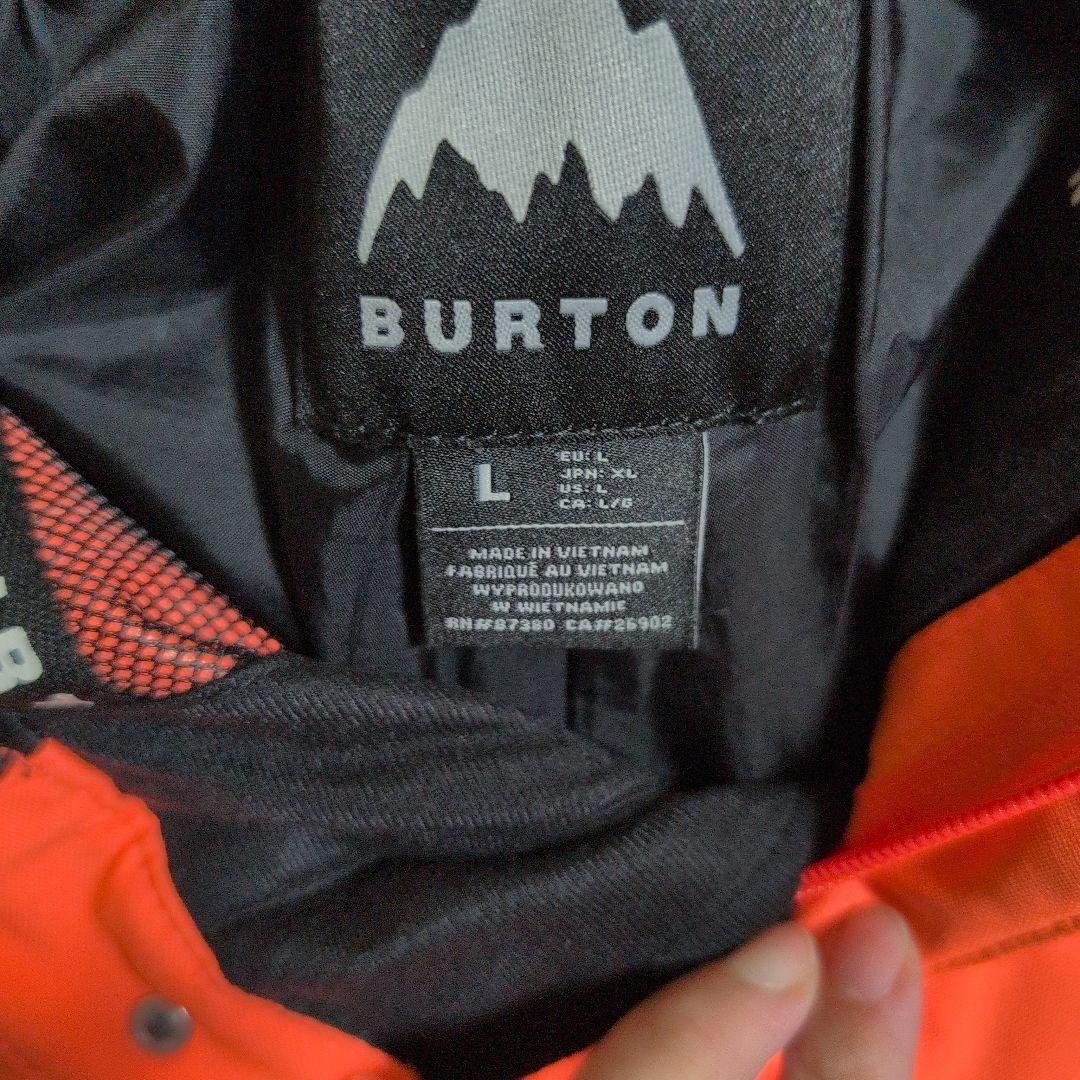 BURTON
L
EU: L
JPN: XL
US: L
CA: L/G
MADE IN VIETNAM
FABRIQUÉ AU VIETNAM
WYPRODUKOWANO
W WIETNAMIE
RN#87380 CA#26902
B